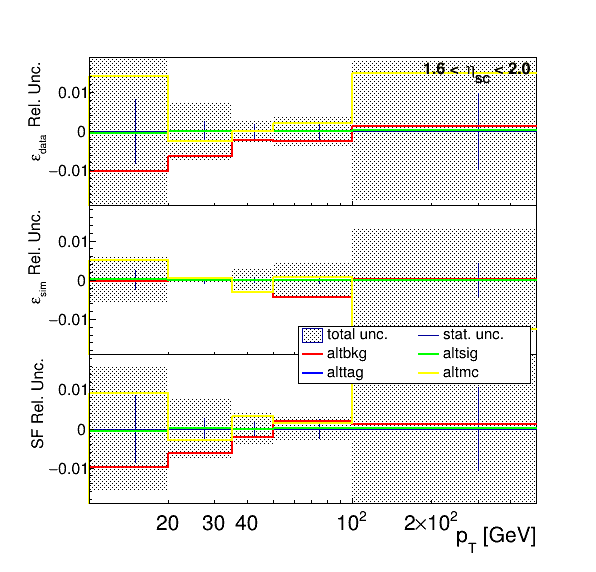 1.6 < η_SC < 2.0
ε_data Rel. Unc.
0.01
0
−0.01
ε_sim Rel. Unc.
0.01
0
−0.01
total unc. stat. unc.
altbkg altsig
alttag altmc
SF Rel. Unc.
0.01
0
−0.01
20 30 40 10² 2×10²
p_T [GeV]